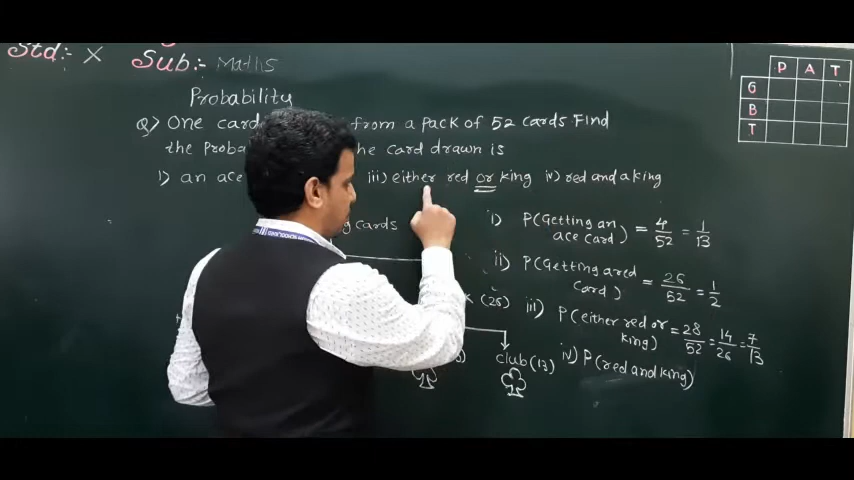 Std:- X
Sub:- Maths
P A T
G
B
T
Probability
Q) One card from a pack of 52 cards. Find
the Proba the card drawn is
i) an ace iii) either red or king iv) red and a king
g cards
i) P(Getting an ace card) = 4/52 = 1/13
ii) P(Getting a red card) = 26/52 = 1/2
K (25)
iii) P(either red or king) = 28/52 = 14/26 = 7/13
club (13)
iv) P(red and king)